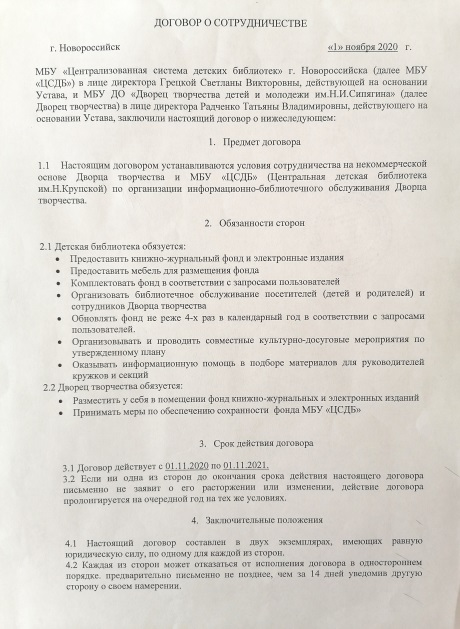 ДОГОВОР О СОТРУДНИЧЕСТВЕ
г. Новороссийск «1» ноября 2020 г.
МБУ «Централизованная система детских библиотек» г. Новороссийска (далее МБУ
«ЦСДБ») в лице директора Грецкой Светланы Викторовны, действующей на основании
Устава, и МБУ ДО «Дворец творчества детей и молодежи им.Н.И.Сипягина» (далее
Дворец творчества) в лице директора Радченко Татьяны Владимировны, действующего на
основании Устава, заключили настоящий договор о нижеследующем:
1. Предмет договора
1.1 Настоящим договором устанавливаются условия сотрудничества на некоммерческой
основе Дворца творчества и МБУ «ЦСДБ» (Центральная детская библиотека
им.Н.Крупской) по организации информационно-библиотечного обслуживания Дворца
творчества.
2. Обязанности сторон
2.1 Детская библиотека обязуется:
• Предоставить книжно-журнальный фонд и электронные издания
• Предоставить мебель для размещения фонда
• Комплектовать фонд в соответствии с запросами пользователей
• Организовать библиотечное обслуживание посетителей (детей и родителей) и
сотрудников Дворца творчества
• Обновлять фонд не реже 4-х раз в календарный год в соответствии с запросами
пользователей.
• Организовывать и проводить совместные культурно-досуговые мероприятия по
утвержденному плану
• Оказывать информационную помощь в подборе материалов для руководителей
кружков и секций
2.2 Дворец творчества обязуется:
• Разместить у себя в помещении фонд книжно-журнальных и электронных изданий
• Принимать меры по обеспечению сохранности фонда МБУ «ЦСДБ»
3. Срок действия договора
3.1 Договор действует с 01.11.2020 по 01.11.2021.
3.2 Если ни одна из сторон до окончания срока действия настоящего договора
письменно не заявит о его расторжении или изменении, действие договора
пролонгируется на очередной год на тех же условиях.
4. Заключительные положения
4.1 Настоящий договор составлен в двух экземплярах, имеющих равную
юридическую силу, по одному для каждой из сторон.
4.2 Каждая из сторон может отказаться от исполнения договора в одностороннем
порядке. предварительно письменно не позднее, чем за 14 дней уведомив другую
сторону о своем намерении.